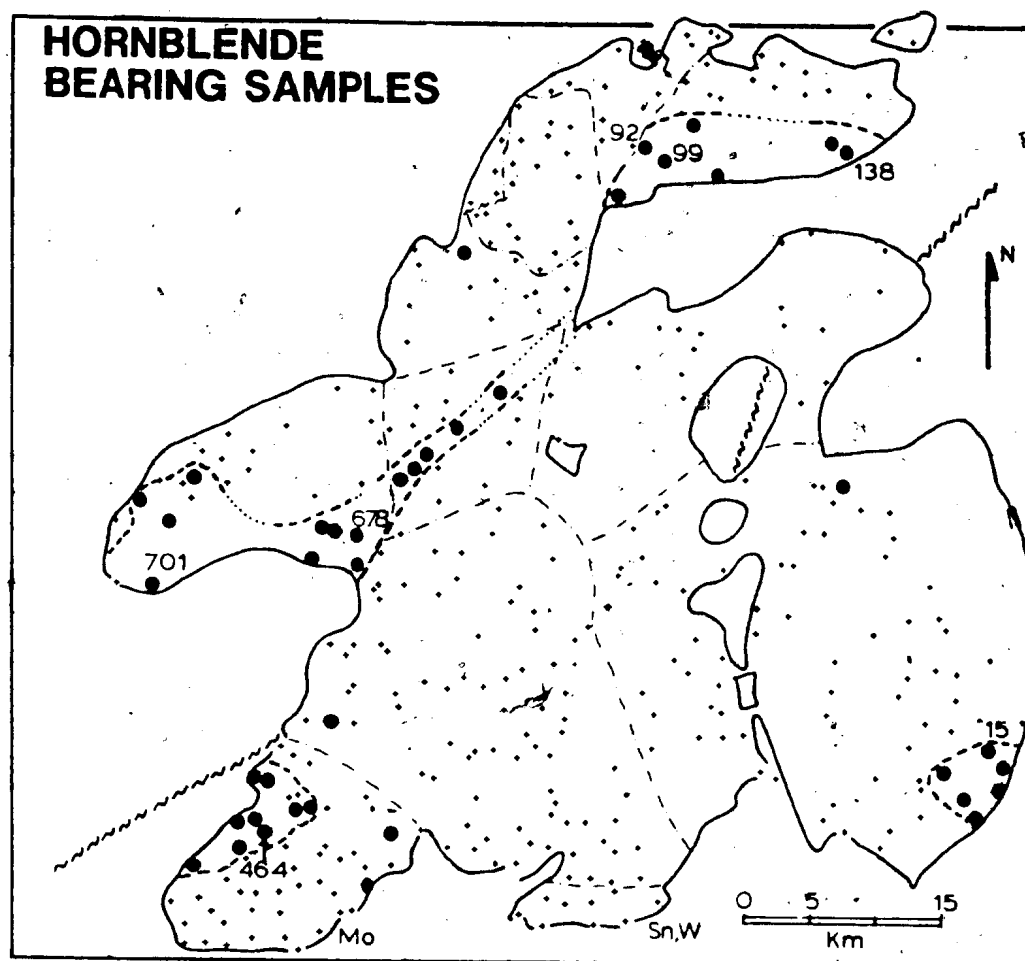 HORNBLENDE
BEARING SAMPLES
92
99
138
N
678
701
15
464
0 5 15
Km
Mo
Sn,W